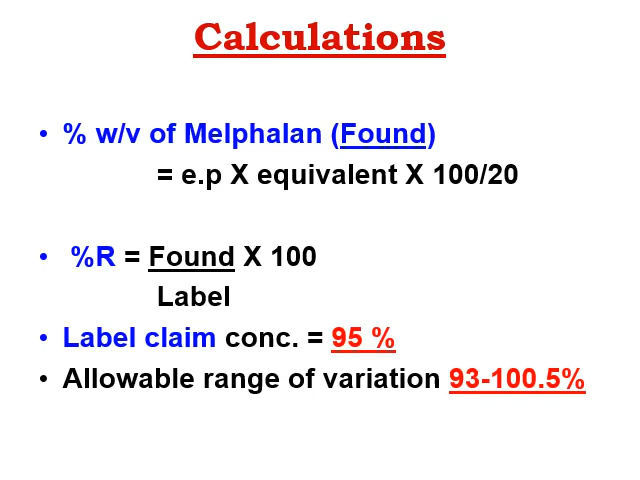 Calculations
• % w/v of Melphalan (Found)
= e.p X equivalent X 100/20
• %R = Found X 100
Label
• Label claim conc. = 95 %
• Allowable range of variation 93-100.5%